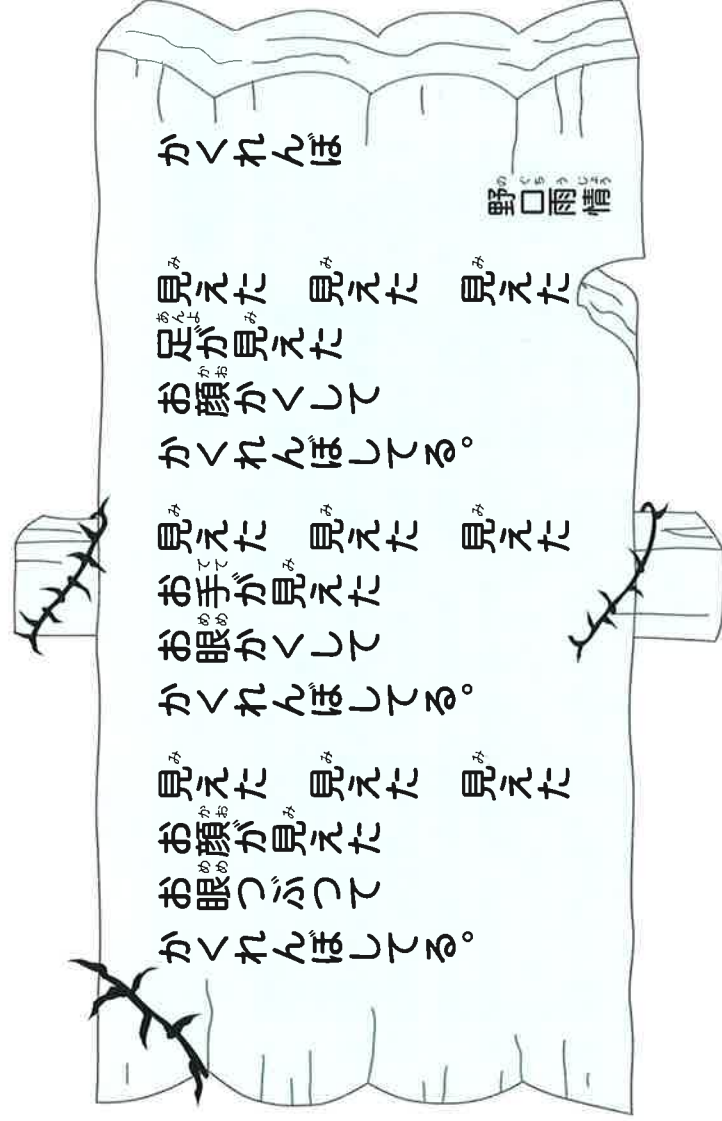 かくれんぼ
野口雨情
見えた　見えた　見えた
足が見えた
お顔かくして
かくれんぼしてる。
見えた　見えた　見えた
お手が見えた
お眼かくして
かくれんぼしてる。
見えた　見えた　見えた
お顔が見えた
お眼つぶつて
かくれんぼしてる。